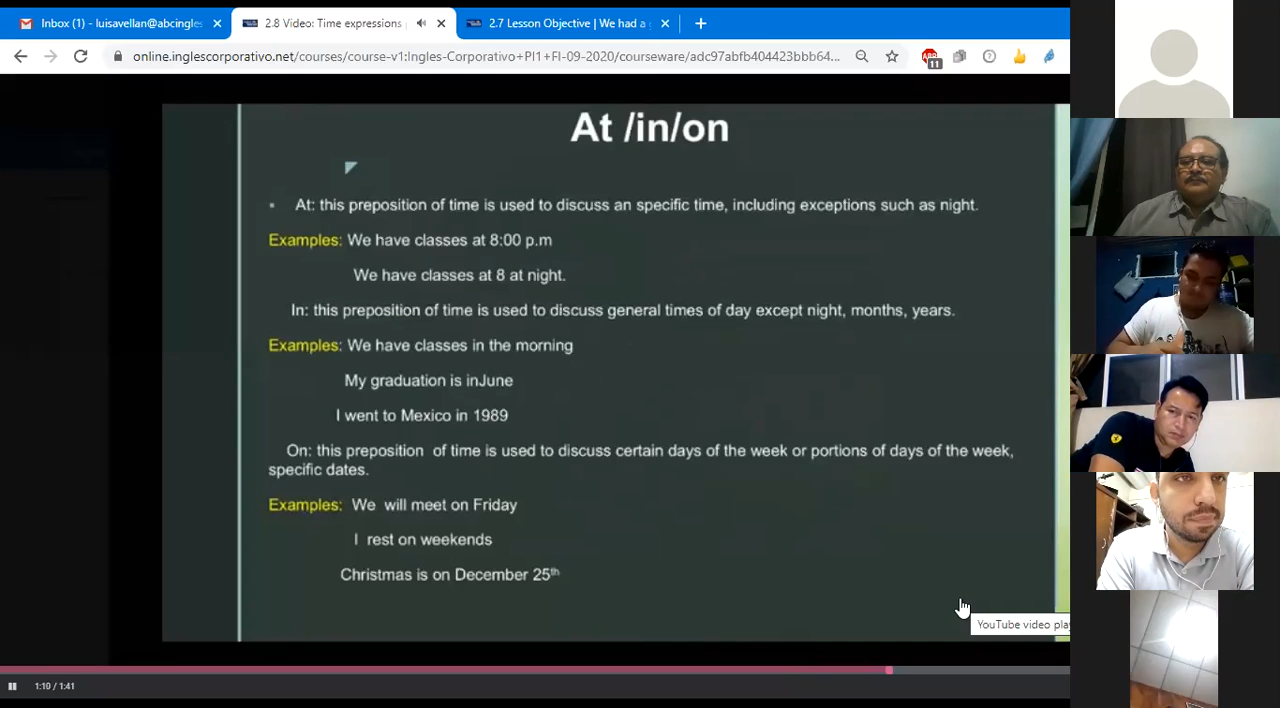 Inbox (1) - luisavellan@abcingles
2.8 Video: Time expressions
2.7 Lesson Objective | We had a
online.inglescorporativo.net/courses/course-v1:Ingles-Corporativo+PI1+FI-09-2020/courseware/adc97abfb404423bbb64...
11
At /in/on
At: this preposition of time is used to discuss an specific time, including exceptions such as night.
Examples: We have classes at 8:00 p.m
We have classes at 8 at night.
In: this preposition of time is used to discuss general times of day except night, months, years.
Examples: We have classes in the morning
My graduation is inJune
I went to Mexico in 1989
On: this preposition of time is used to discuss certain days of the week or portions of days of the week,
specific dates.
Examples: We will meet on Friday
I rest on weekends
Christmas is on December 25th
YouTube video pla
1:10 / 1:41